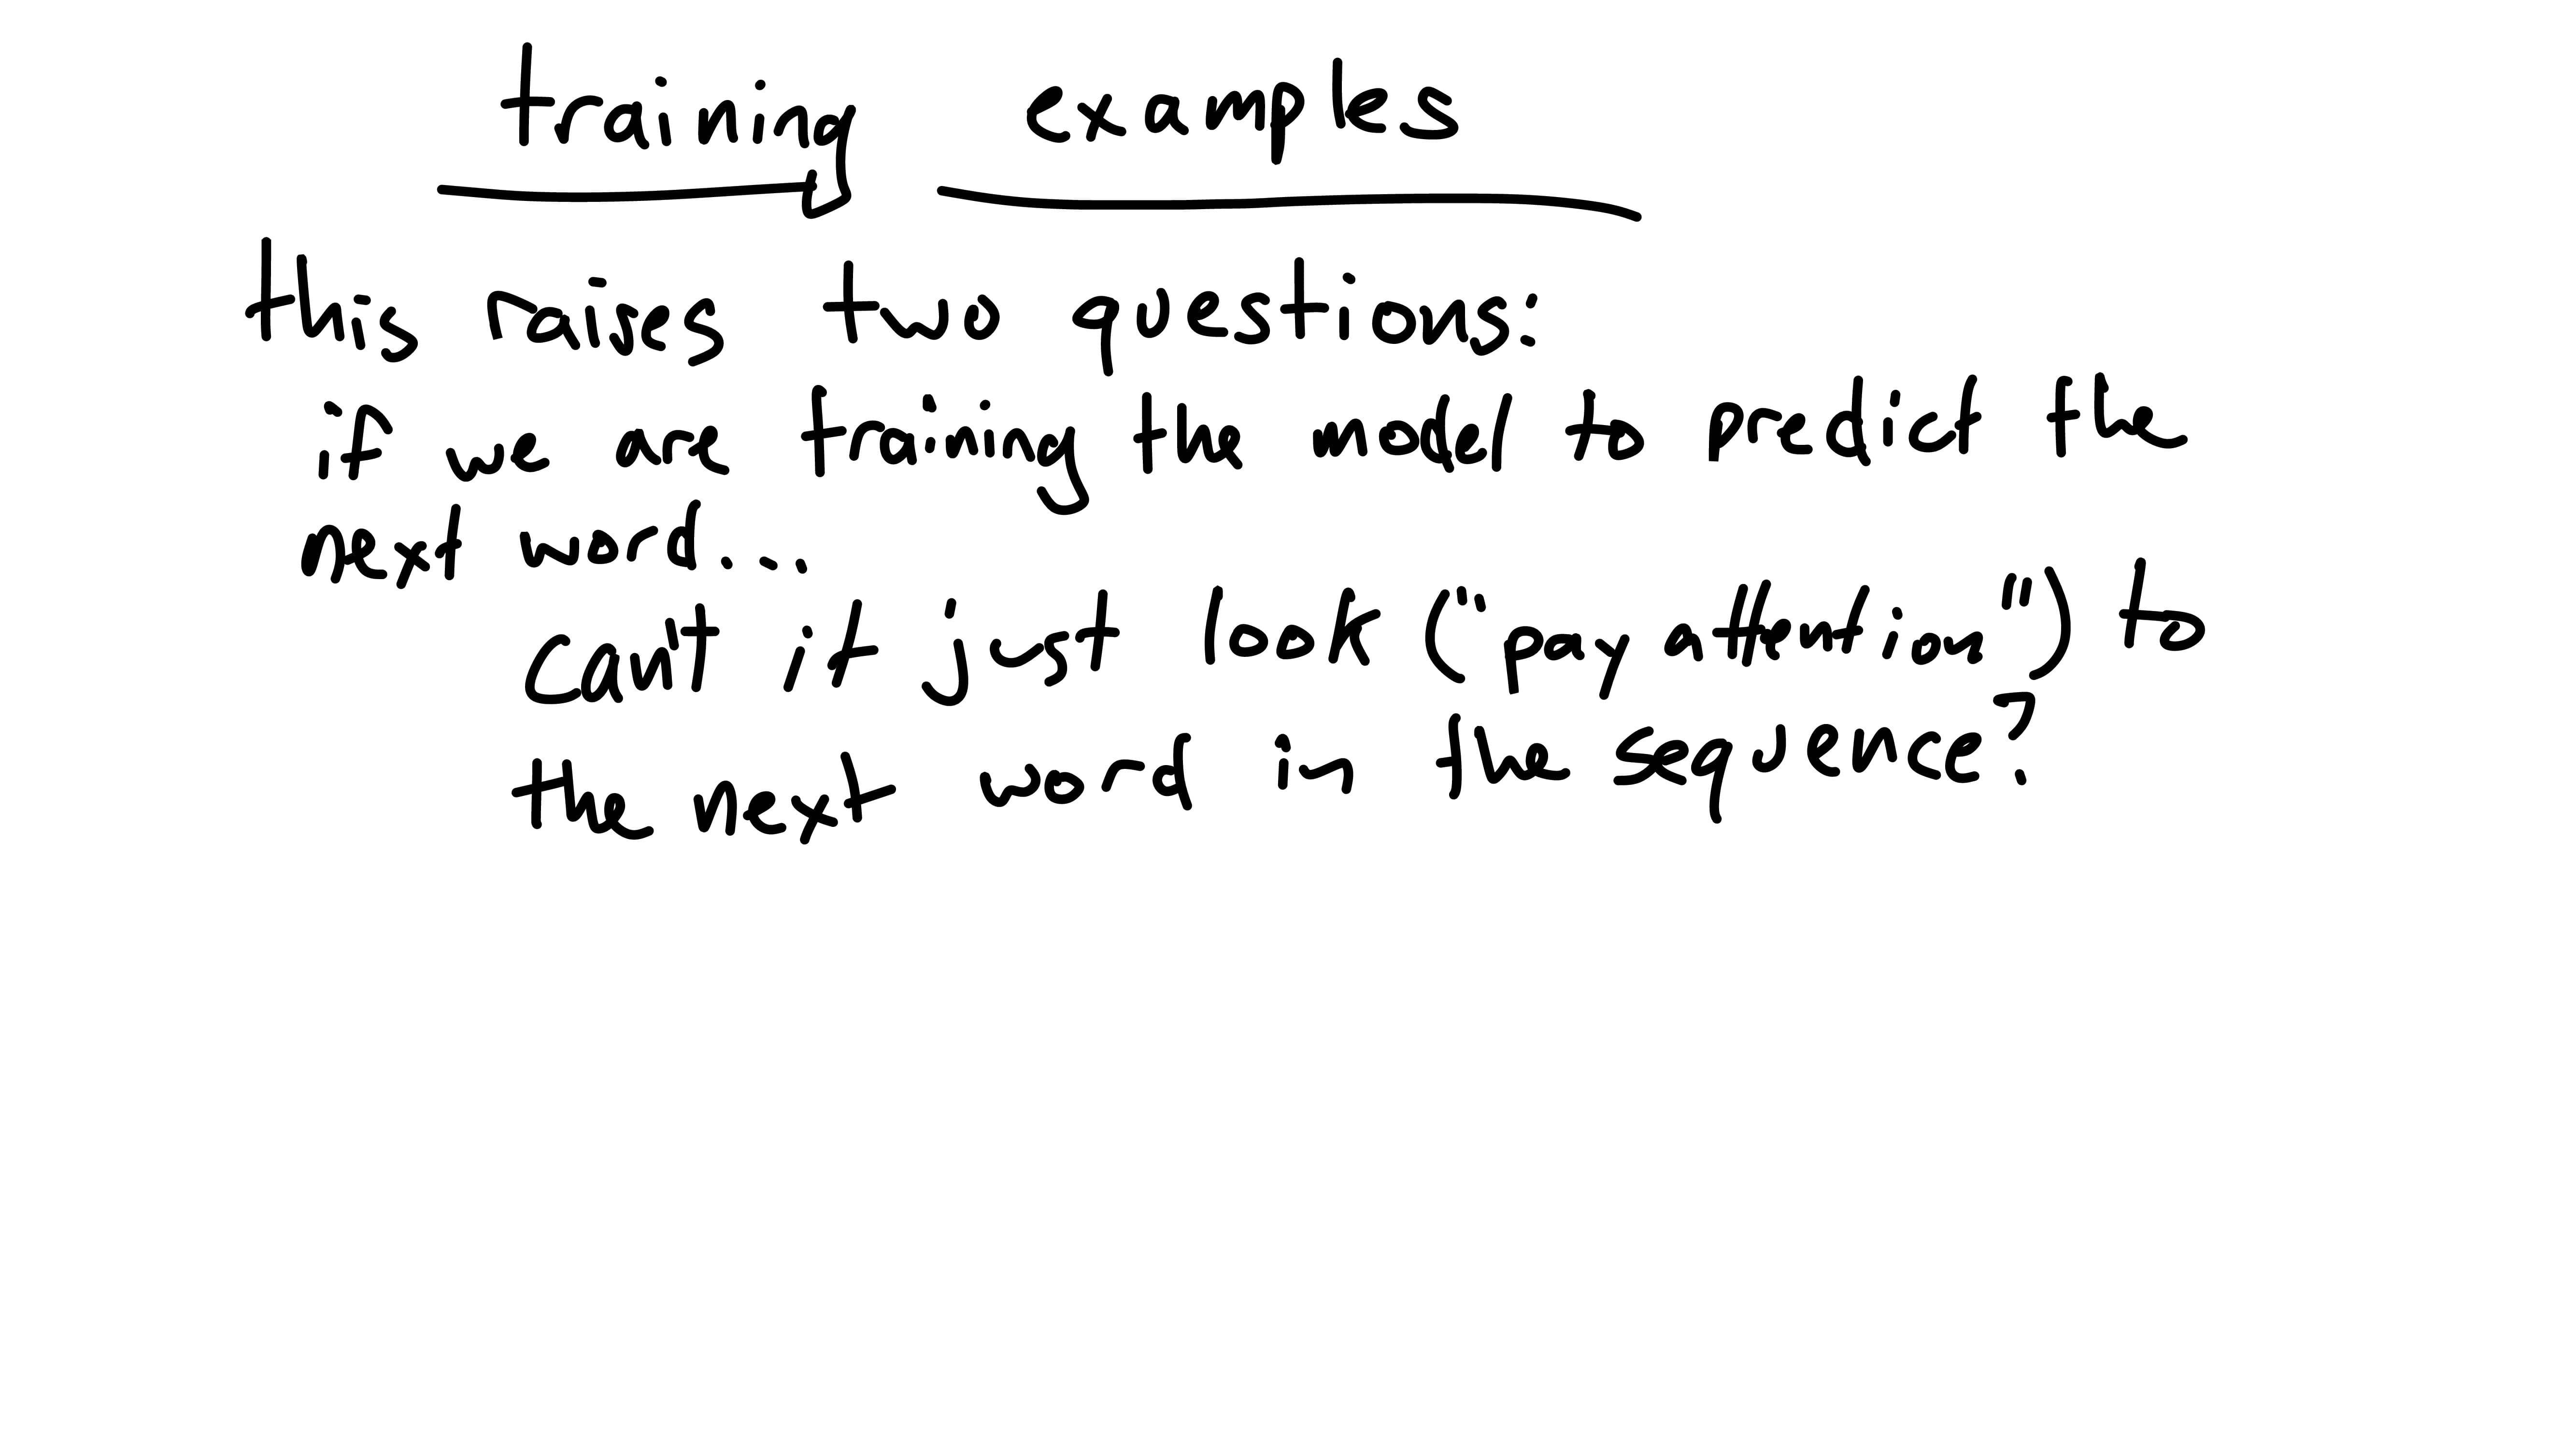 training examples
this raises two questions:
if we are training the model to predict the
next word...
can't it just look ("pay attention") to
the next word in the sequence?